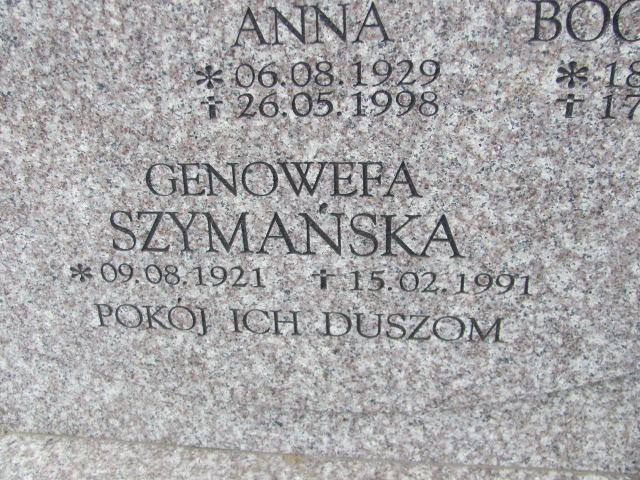 ANNA
* 06.08.1929
† 26.05.1998
GENOWEFA
SZYMAŃSKA
* 09.08.1921 † 15.02.1991
POKÓJ ICH DUSZOM